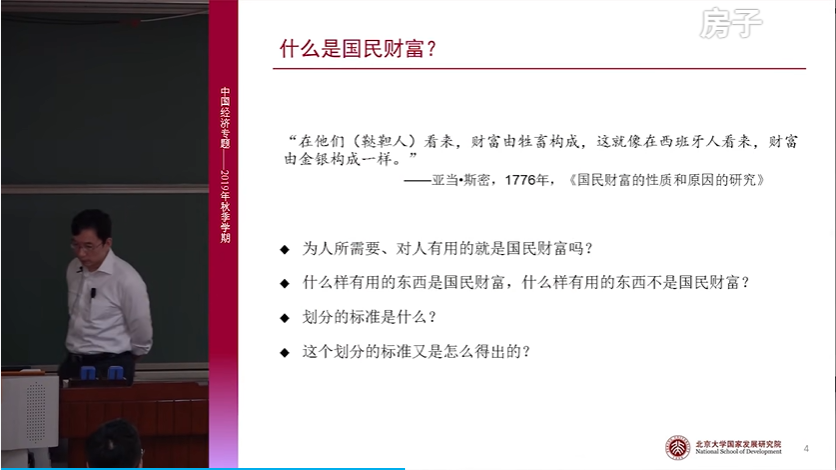 房子
什么是国民财富？
中国经济专题——2019年秋季学期
“在他们（鞑靼人）看来，财富由牲畜构成，这就像在西班牙人看来，财富
由金银构成一样。”
——亚当•斯密，1776年，《国民财富的性质和原因的研究》
◆ 为人所需要、对人有用的就是国民财富吗？
◆ 什么样有用的东西是国民财富，什么样有用的东西不是国民财富？
◆ 划分的标准是什么？
◆ 这个划分的标准又是怎么得出的？
北京大学国家发展研究院
National School of Development
4